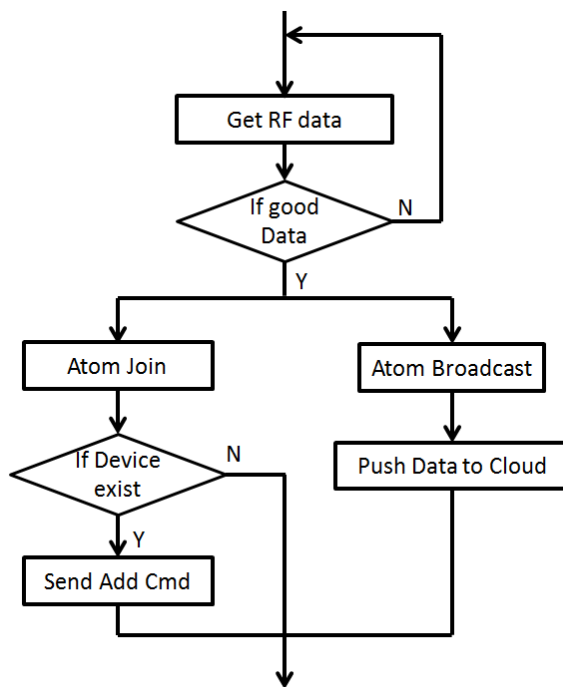 Get RF data
If good
Data
N
Y
Atom Join
Atom Broadcast
If Device
exist
N
Push Data to Cloud
Y
Send Add Cmd